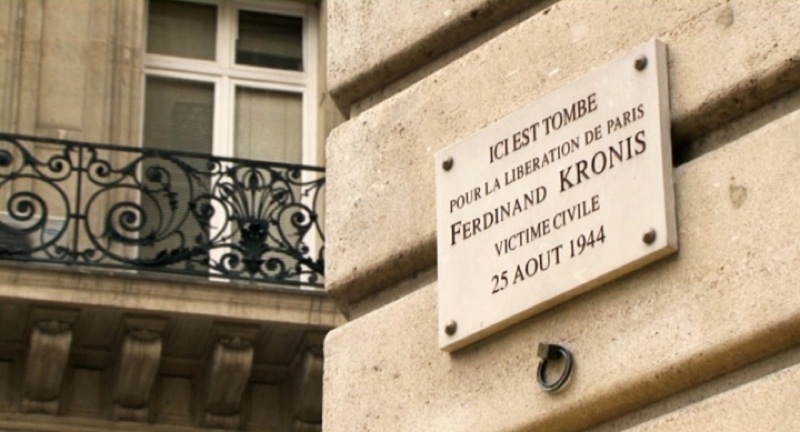 ICI EST TOMBE
POUR LA LIBERATION DE PARIS
FERDINAND KRONIS
VICTIME CIVILE
25 AOUT 1944